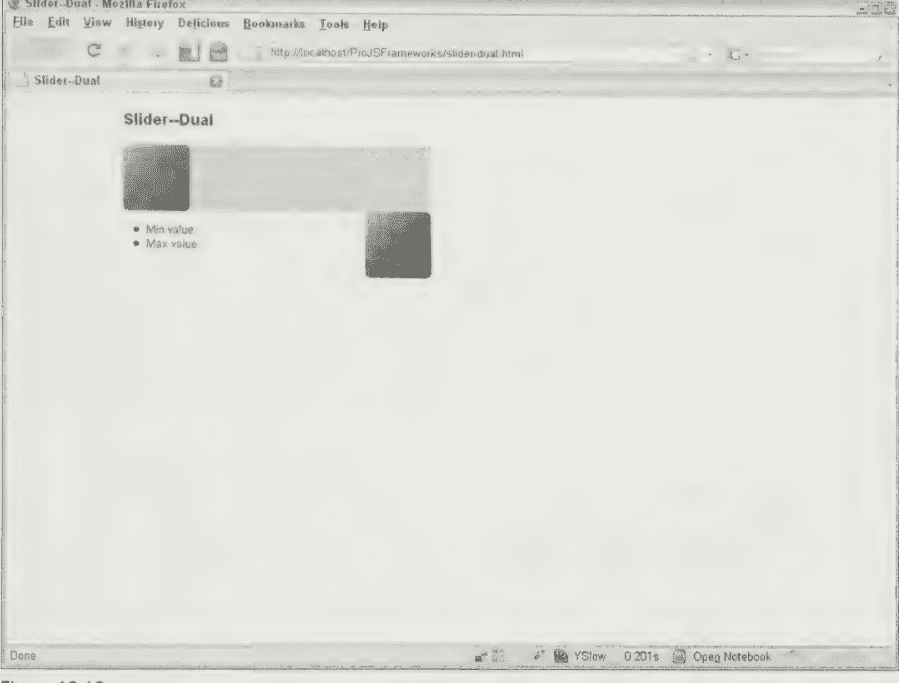 Slider--Dual - Mozilla Firefox
File Edit View History Delicious Bookmarks Tools Help
http://localhost/ProJSFrameworks/slider-dual.html
Slider--Dual
Slider--Dual
Min value
Max value
Done YSlow 0.201s Open Notebook